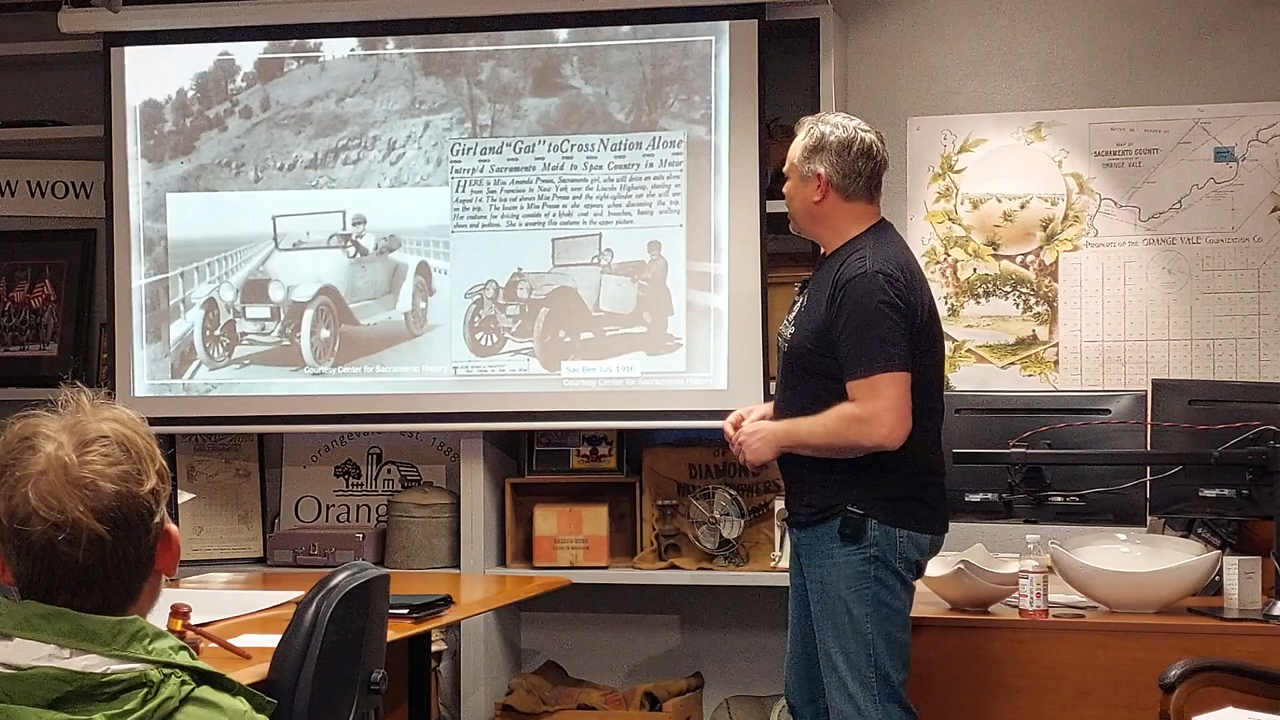 Girl and "Gat" to Cross Nation Alone
Intrepid Sacramento Maid to Span Country in Motor
HERE is Miss Amanda Preuss, Sacramento girl, who will drive an auto alone
from San Francisco to New York over the Lincoln Highway, starting on
August 1st. The top cut shows Miss Preuss and the eight-cylinder car she will use
on the trip. The lower is Miss Preuss as she appears when discussing the trip.
Her costume for driving consists of a khaki coat and breeches, heavy walking
shoes and puttees. She is wearing this costume in the upper picture.
Courtesy Center for Sacramento History
Sac Bee July 1916
Courtesy Center for Sacramento History
W WOW
MAP OF
SACRAMENTO COUNTY
ORANGE VALE
PROPERTY OF THE ORANGE VALE COLONIZATION CO.
orangevale est. 1888
Orang
DIAMON